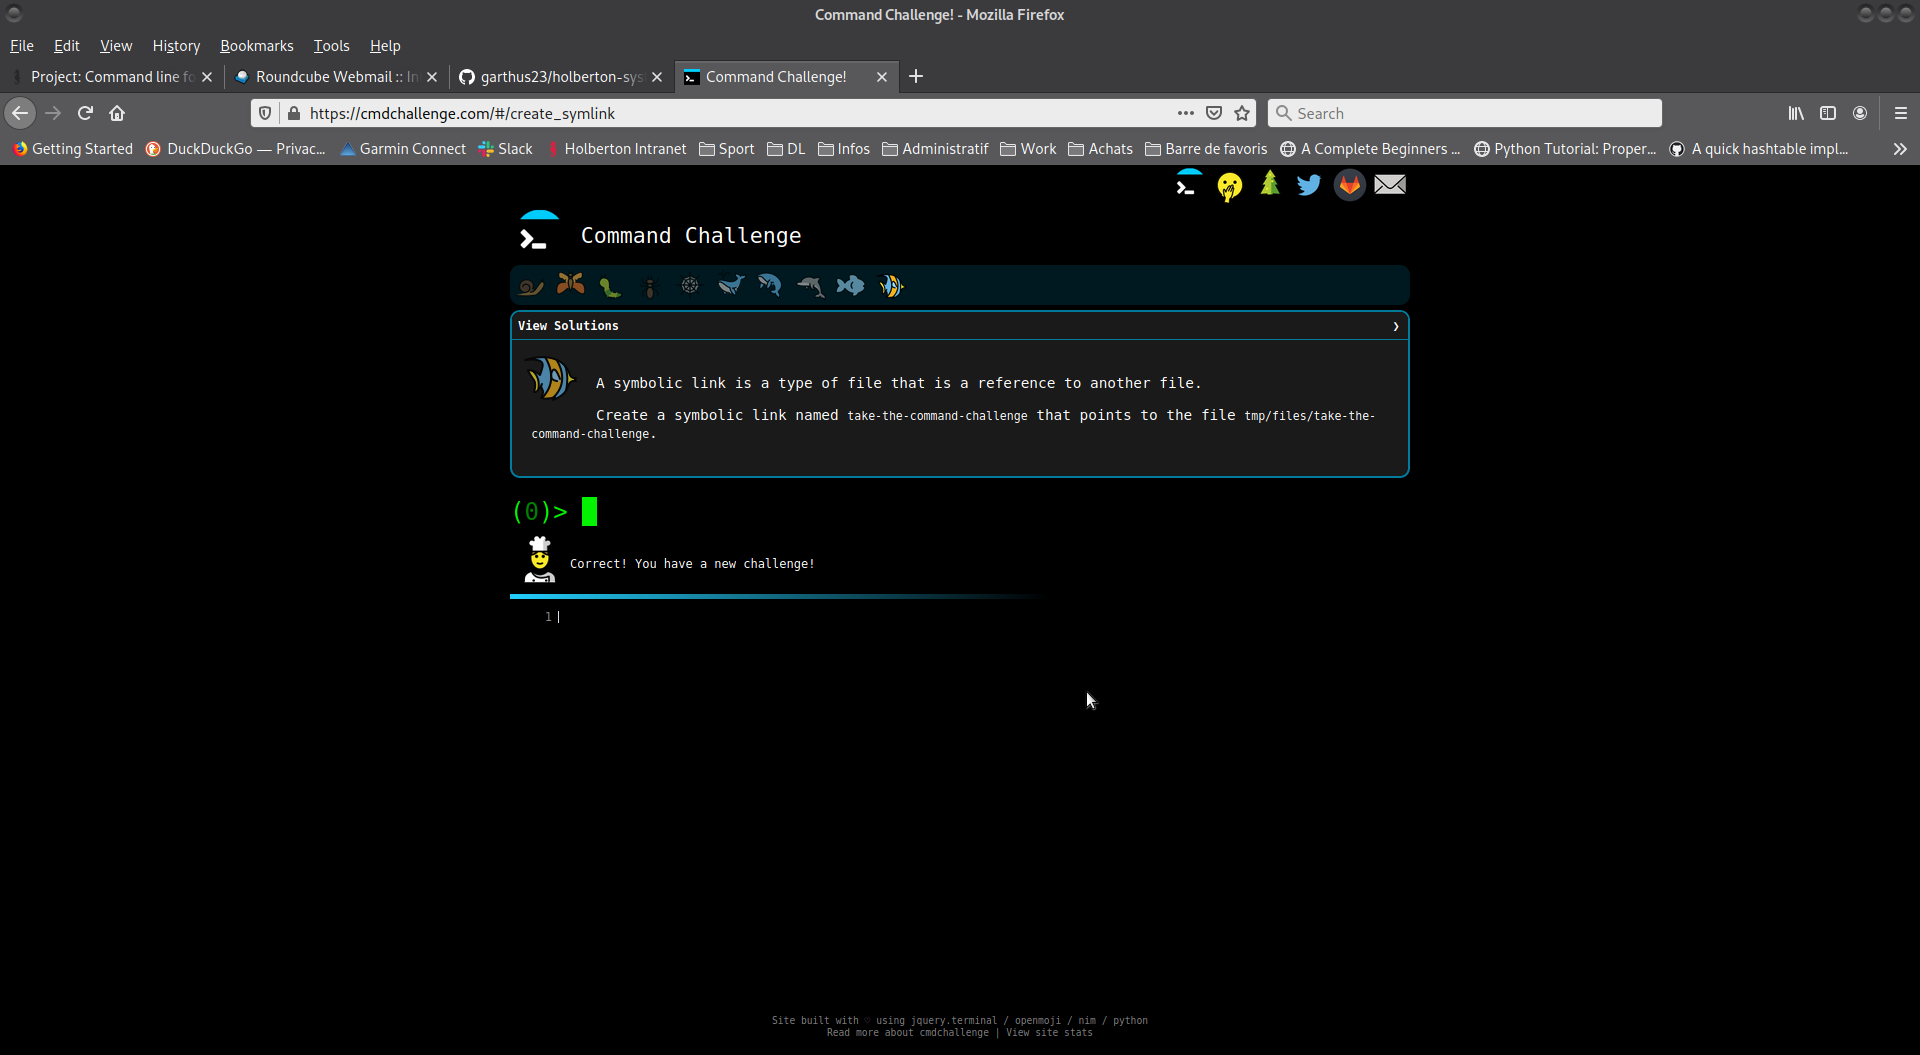 Command Challenge! - Mozilla Firefox
File Edit View History Bookmarks Tools Help
Project: Command line fo
Roundcube Webmail :: In
garthus23/holberton-sys
Command Challenge!
https://cmdchallenge.com/#/create_symlink
Search
Getting Started DuckDuckGo — Privac... Garmin Connect Slack Holberton Intranet Sport DL Infos Administratif Work Achats Barre de favoris A Complete Beginners ... Python Tutorial: Proper... A quick hashtable impl...
Command Challenge
View Solutions
A symbolic link is a type of file that is a reference to another file.
Create a symbolic link named take-the-command-challenge that points to the file tmp/files/take-the-
command-challenge.
(0)>
Correct! You have a new challenge!
1
Site built with ♡ using jquery.terminal / openmoji / nim / python
Read more about cmdchallenge | View site stats